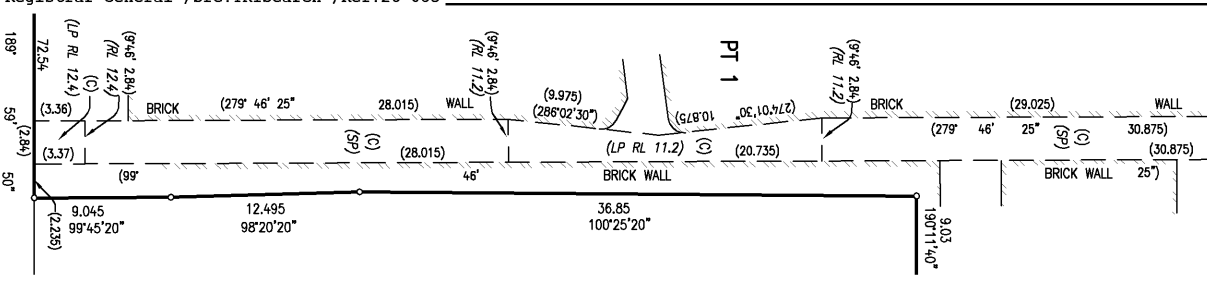 189° 59' 50"
72.54
(LP RL 12.4)
(C)
(9°46' 2.84)
(RL 12.4)
(3.36)
BRICK
(279° 46' 25"
28.015)
WALL
(9°46' 2.84)
(RL 11.2)
(9.975)
(286°02'30")
PT 1
10.875)
(274°01'30"
(9°46' 2.84)
(RL 11.2)
BRICK
(29.025)
WALL
(2.84)
(3.37)
(C)
(SP)
(28.015)
(LP RL 11.2)
(C)
(20.735)
(279° 46' 25"
30.875)
(C)
(SP)
(30.875)
(99° 46' 25")
BRICK WALL
BRICK WALL
(2.235)
9.045
99°45'20"
12.495
98°20'20"
36.85
100°25'20"
9.03
190°11'40"